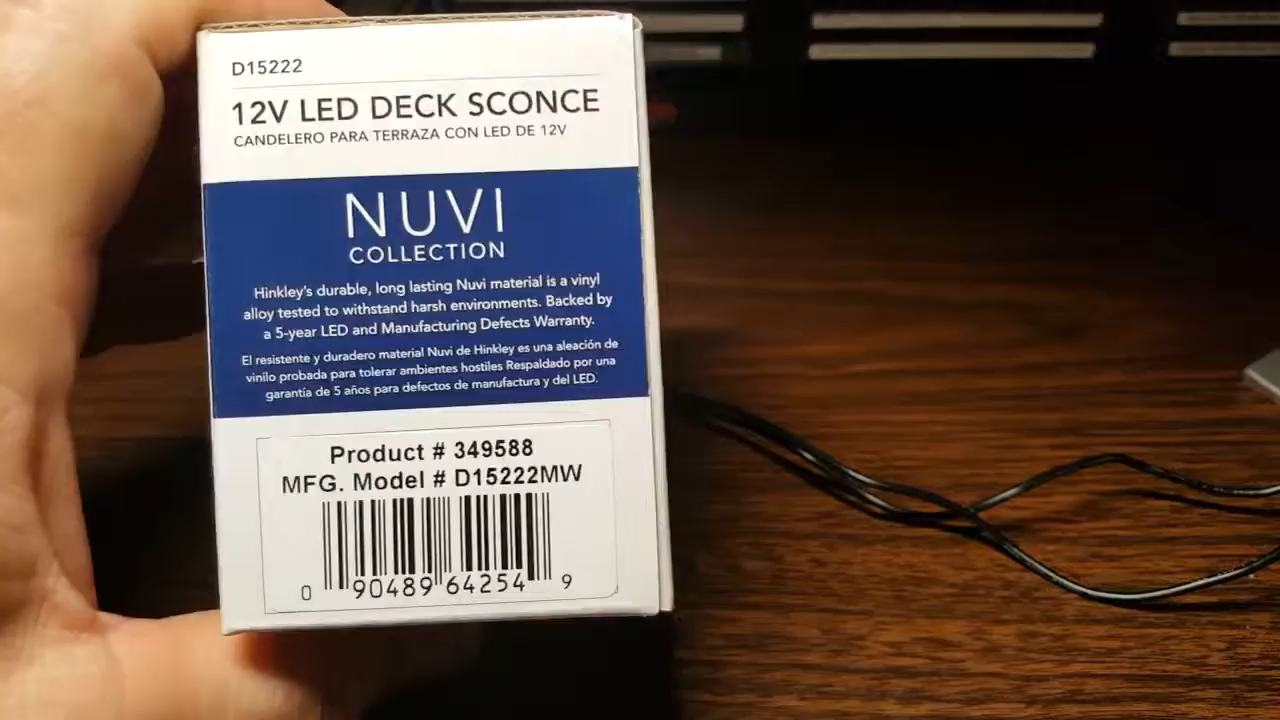 D15222
12V LED DECK SCONCE
CANDELERO PARA TERRAZA CON LED DE 12V
NUVI
COLLECTION
Hinkley's durable, long lasting Nuvi material is a vinyl
alloy tested to withstand harsh environments. Backed by
a 5-year LED and Manufacturing Defects Warranty.
El resistente y duradero material Nuvi de Hinkley es una aleación de
vinilo probada para tolerar ambientes hostiles Respaldado por una
garantía de 5 años para defectos de manufactura y del LED.
Product # 349588
MFG. Model # D15222MW
0 90489 64254 9